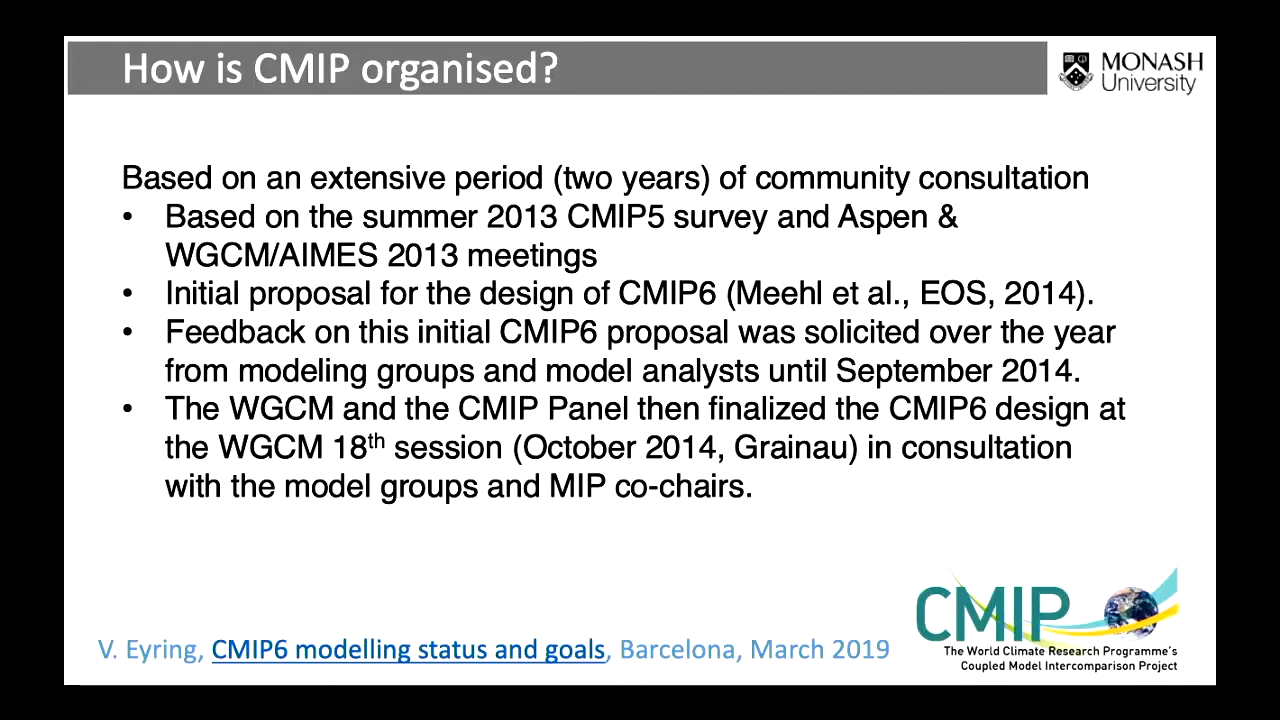 How is CMIP organised?
MONASH
University
Based on an extensive period (two years) of community consultation
• Based on the summer 2013 CMIP5 survey and Aspen &
WGCM/AIMES 2013 meetings
• Initial proposal for the design of CMIP6 (Meehl et al., EOS, 2014).
• Feedback on this initial CMIP6 proposal was solicited over the year
from modeling groups and model analysts until September 2014.
• The WGCM and the CMIP Panel then finalized the CMIP6 design at
the WGCM 18th session (October 2014, Grainau) in consultation
with the model groups and MIP co-chairs.
CMIP
The World Climate Research Programme's
Coupled Model Intercomparison Project
V. Eyring, CMIP6 modelling status and goals, Barcelona, March 2019